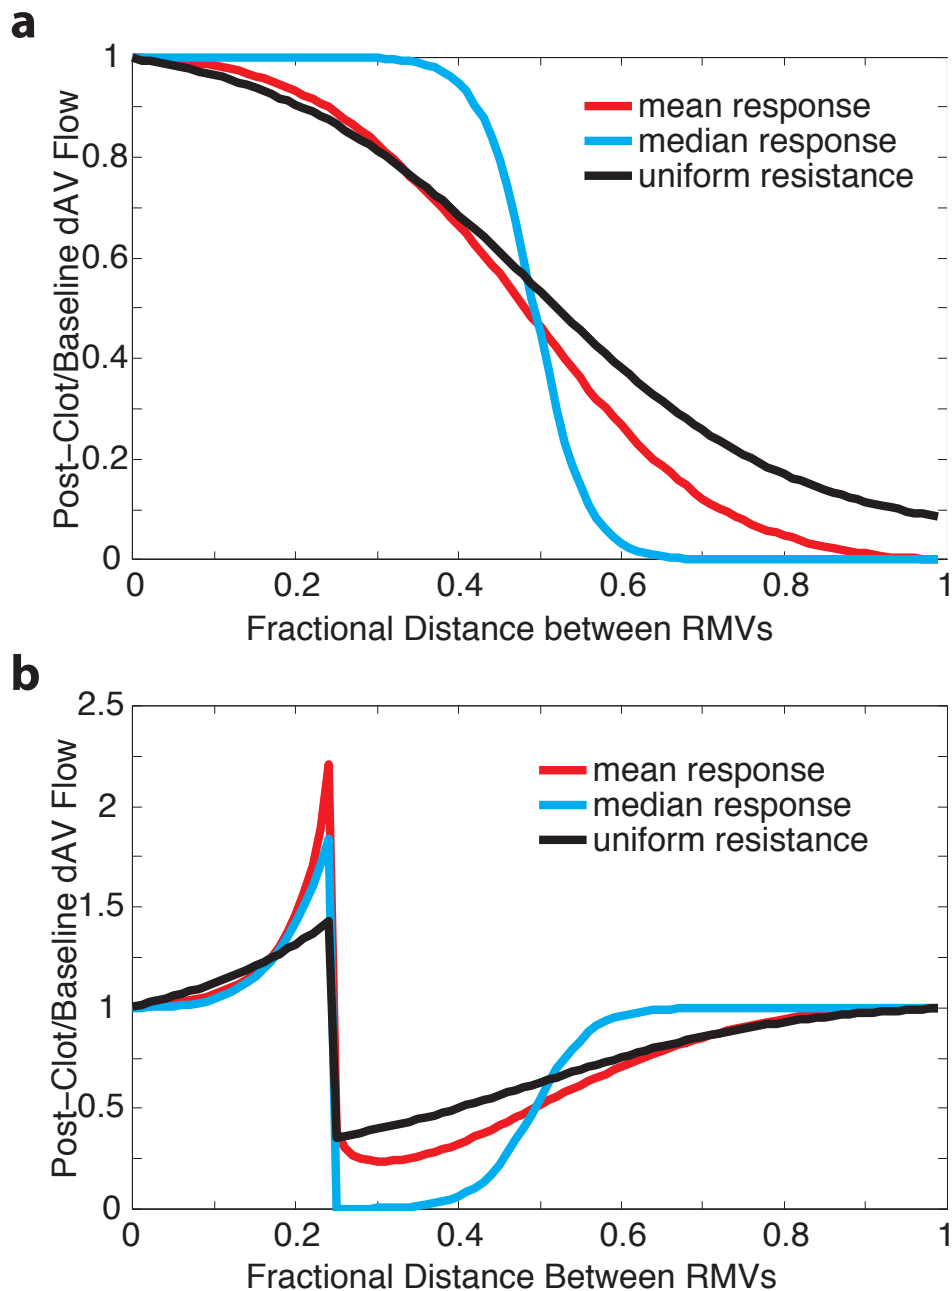 a
Post–Clot/Baseline dAV Flow
1
0.8
0.6
0.4
0.2
0
mean response
median response
uniform resistance
0 0.2 0.4 0.6 0.8 1
Fractional Distance between RMVs
b
Post–Clot/Baseline dAV Flow
2.5
2
1.5
1
0.5
0
mean response
median response
uniform resistance
0 0.2 0.4 0.6 0.8 1
Fractional Distance Between RMVs